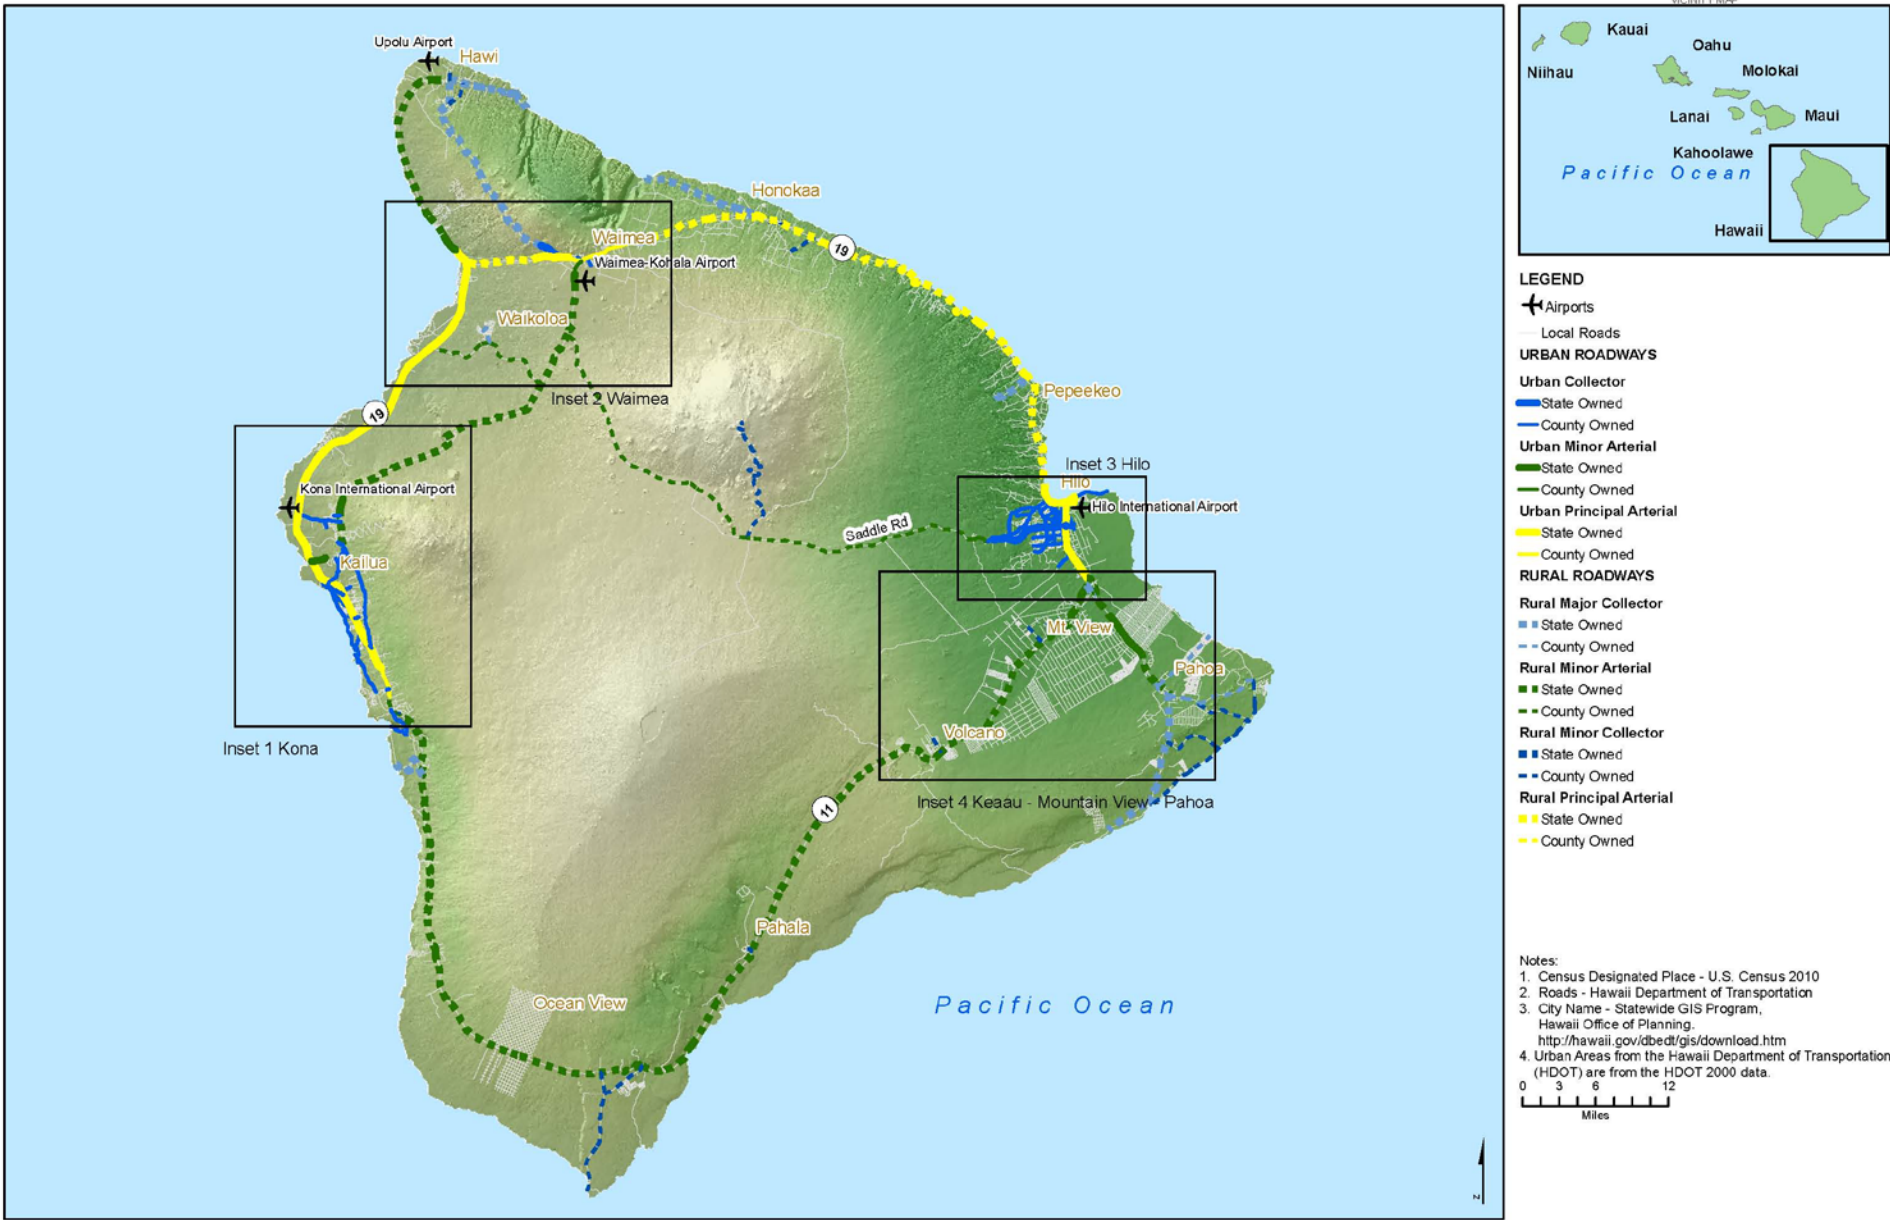 VICINITY MAP
Kauai
Oahu
Niihau
Molokai
Lanai
Maui
Kahoolawe
Pacific Ocean
Hawaii
Upolu Airport
Hawi
Honokaa
Waimea
19
Waimea-Kohala Airport
Waikoloa
Inset 2 Waimea
Pepeekeo
19
Inset 3 Hilo
Hilo
Kona International Airport
Hilo International Airport
Saddle Rd
Kailua
Mt. View
Pahoa
Volcano
Inset 1 Kona
Inset 4 Keaau - Mountain View - Pahoa
11
Pahala
Ocean View
Pacific Ocean
N
LEGEND
Airports
Local Roads
URBAN ROADWAYS
Urban Collector
State Owned
County Owned
Urban Minor Arterial
State Owned
County Owned
Urban Principal Arterial
State Owned
County Owned
RURAL ROADWAYS
Rural Major Collector
State Owned
County Owned
Rural Minor Arterial
State Owned
County Owned
Rural Minor Collector
State Owned
County Owned
Rural Principal Arterial
State Owned
County Owned
Notes:
1. Census Designated Place - U.S. Census 2010
2. Roads - Hawaii Department of Transportation
3. City Name - Statewide GIS Program,
Hawaii Office of Planning.
http://hawaii.gov/dbedt/gis/download.htm
4. Urban Areas from the Hawaii Department of Transportation
(HDOT) are from the HDOT 2000 data.
0 3 6 12
Miles